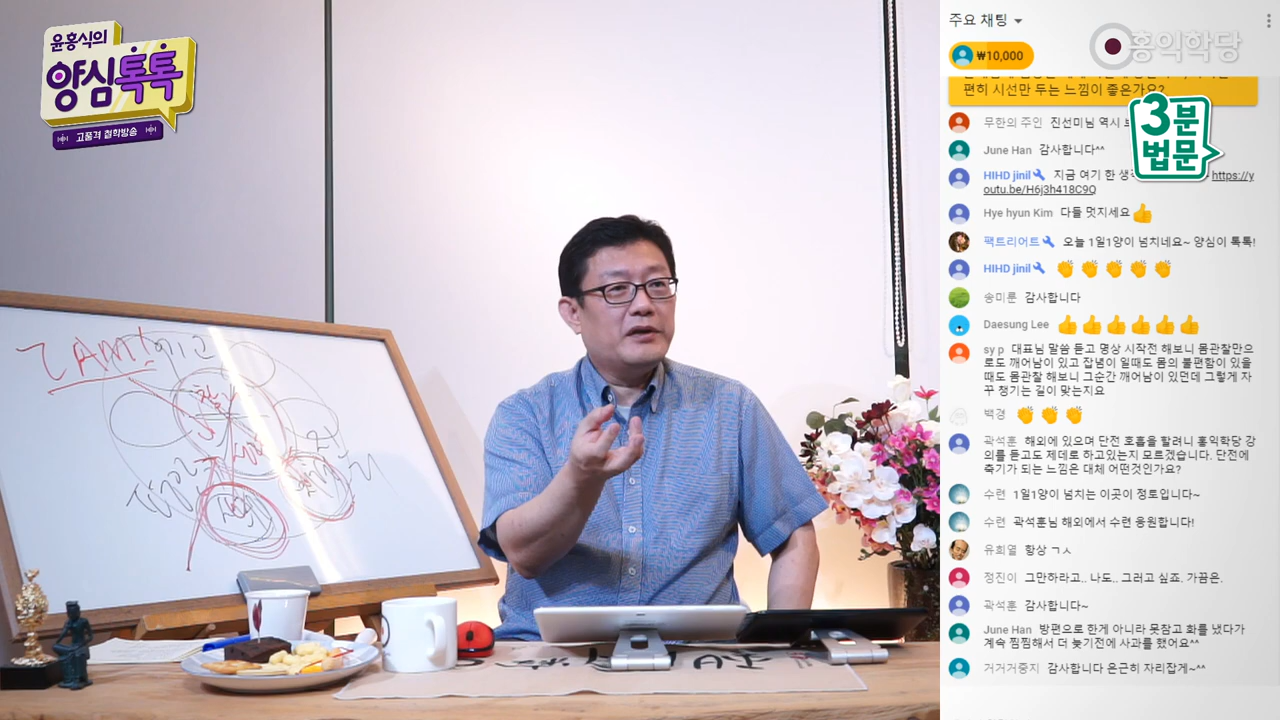 윤홍식의
양심톡톡
고품격 철학방송
I AM!
에고
주요 채팅
홍익학당
₩10,000
편히 시선만 두는 느낌이 좋은가요?
3분
법문
무한의 주인 진선미님 역시
June Han 감사합니다^^
HIHD jinil 지금 여기 한 https://y
outu.be/H6j3h418C9Q
Hye hyun Kim 다들 멋지세요👍
팩트리어트 오늘 1일1양이 넘치네요~ 양심이 톡톡!
HIHD jinil 👏👏👏👏👏
송미룬 감사합니다
Daesung Lee 👍👍👍👍👍👍
sy p 대표님 말씀 듣고 명상 시작전 해보니 몸관찰만으
로도 깨어남이 있고 잡념이 일때도 몸의 불편함이 있을
때도 몸관찰 해보니 그순간 깨어남이 있던데 그렇게 자
꾸 챙기는 길이 맞는지요
백경 👏👏👏
곽석훈 해외에 있으며 단전 호흡을 할려니 홍익학당 강
의를 듣고도 제데로 하고있는지 모르겠습니다. 단전에
축기가 되는 느낌은 대체 어떤것인가요?
수련 1일1양이 넘치는 이곳이 정토입니다~
수련 곽석훈님 해외에서 수련 응원합니다!
유희열 항상 ㄱㅅ
정진이 그만하라고.. 나도.. 그러고 싶죠. 가끔은.
곽석훈 감사합니다~
June Han 방편으로 한게 아니라 못참고 화를 냈다가
계속 찜찜해서 더 늦기전에 사과를 했어요^^
거거거중지 감사합니다 은근히 자리잡게~^^